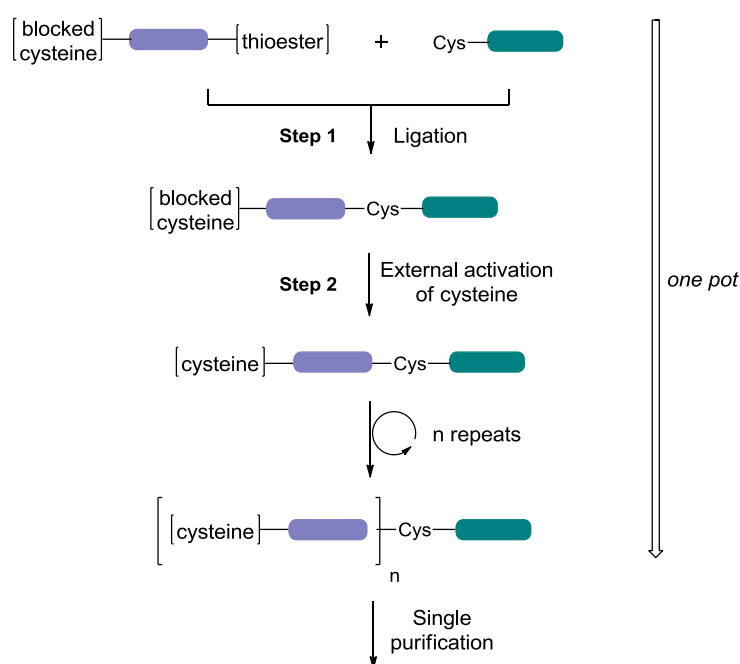 blocked
cysteine
thioester
+
Cys
Step 1
Ligation
blocked
cysteine
Cys
Step 2
External activation
of cysteine
one pot
cysteine
Cys
n repeats
cysteine
Cys
n
Single
purification